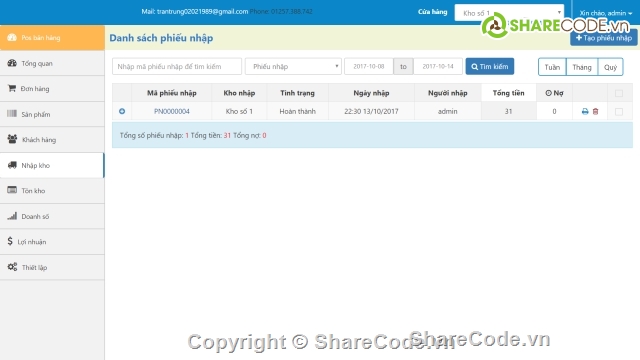 Mail: trantrung02021989@gmail.com Phone: 01257.388.742
Cửa hàng Kho số 1 Xin chào, admin
SHARECODE.vn
Pos bán hàng
Danh sách phiếu nhập
Tạo phiếu nhập
Tổng quan
Nhập mã phiếu nhập để tìm kiếm Phiếu nhập 2017-10-08 to 2017-10-14 Tìm kiếm Tuần Tháng Quý
Đơn hàng
Mã phiếu nhập Kho nhập Tình trạng Ngày nhập Người nhập Tổng tiền Nợ
Sản phẩm
PN0000004 Kho số 1 Hoàn thành 22:30 13/10/2017 admin 31 0
Khách hàng
Tổng số phiếu nhập: 1 Tổng tiền: 31 Tổng nợ: 0
Nhập kho
Tồn kho
Doanh số
Lợi nhuận
Thiết lập
Copyright © ShareCode.vn
ShareCode.vn